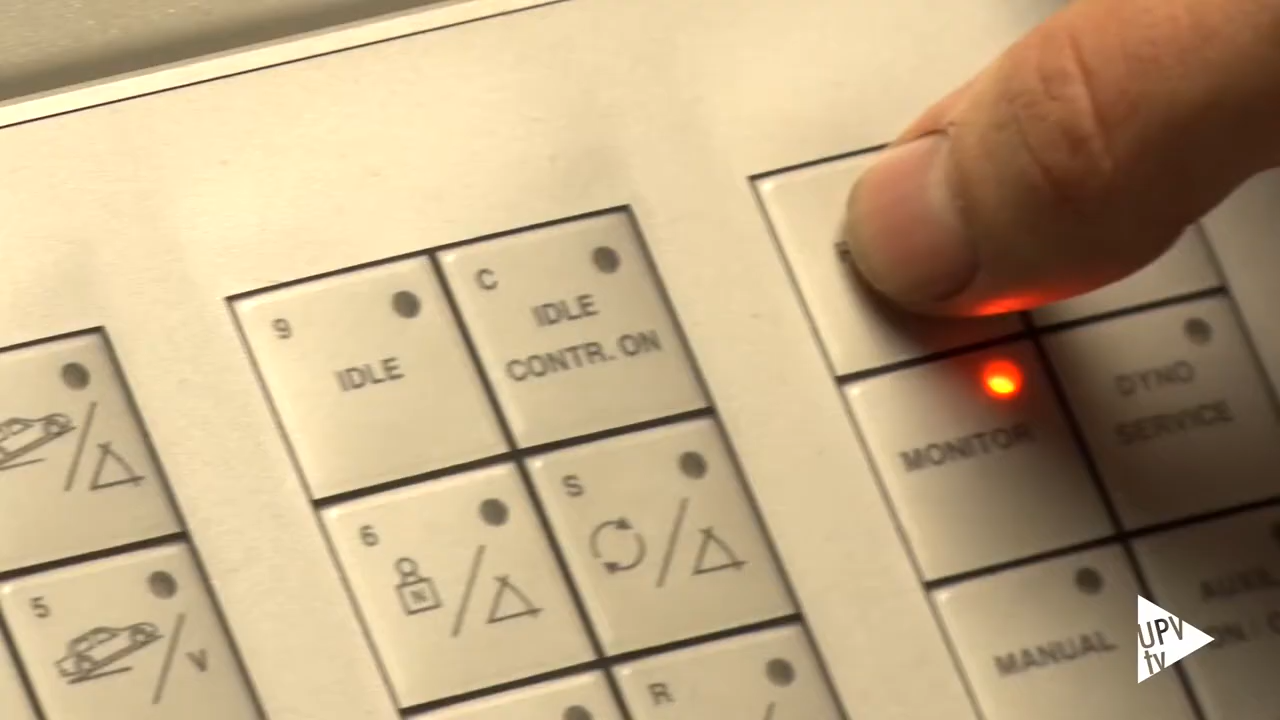 9
IDLE
C
IDLE
CONTR. ON
MONITOR
DYNO
SERVICE
6
N
S
5
V
MANUAL
R
UPV
tv